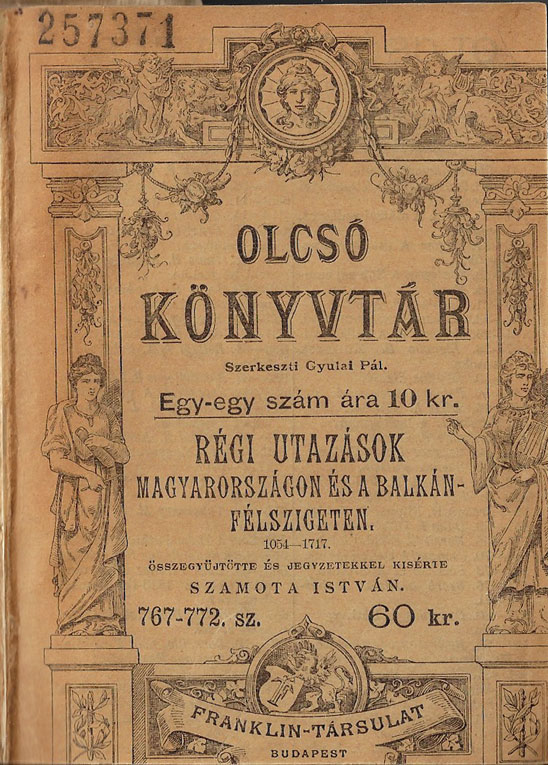 257371
OLCSÓ
KÖNYVTÁR
Szerkeszti Gyulai Pál.
Egy-egy szám ára 10 kr.
RÉGI UTAZÁSOK
MAGYARORSZÁGON ÉS A BALKÁN-
FÉLSZIGETEN.
1054—1717.
ÖSSZEGYŰJTÖTTE ÉS JEGYZETEKKEL KISÉRTE
SZAMOTA ISTVÁN.
767-772. sz. 60 kr.
FRANKLIN-TÁRSULAT
BUDAPEST